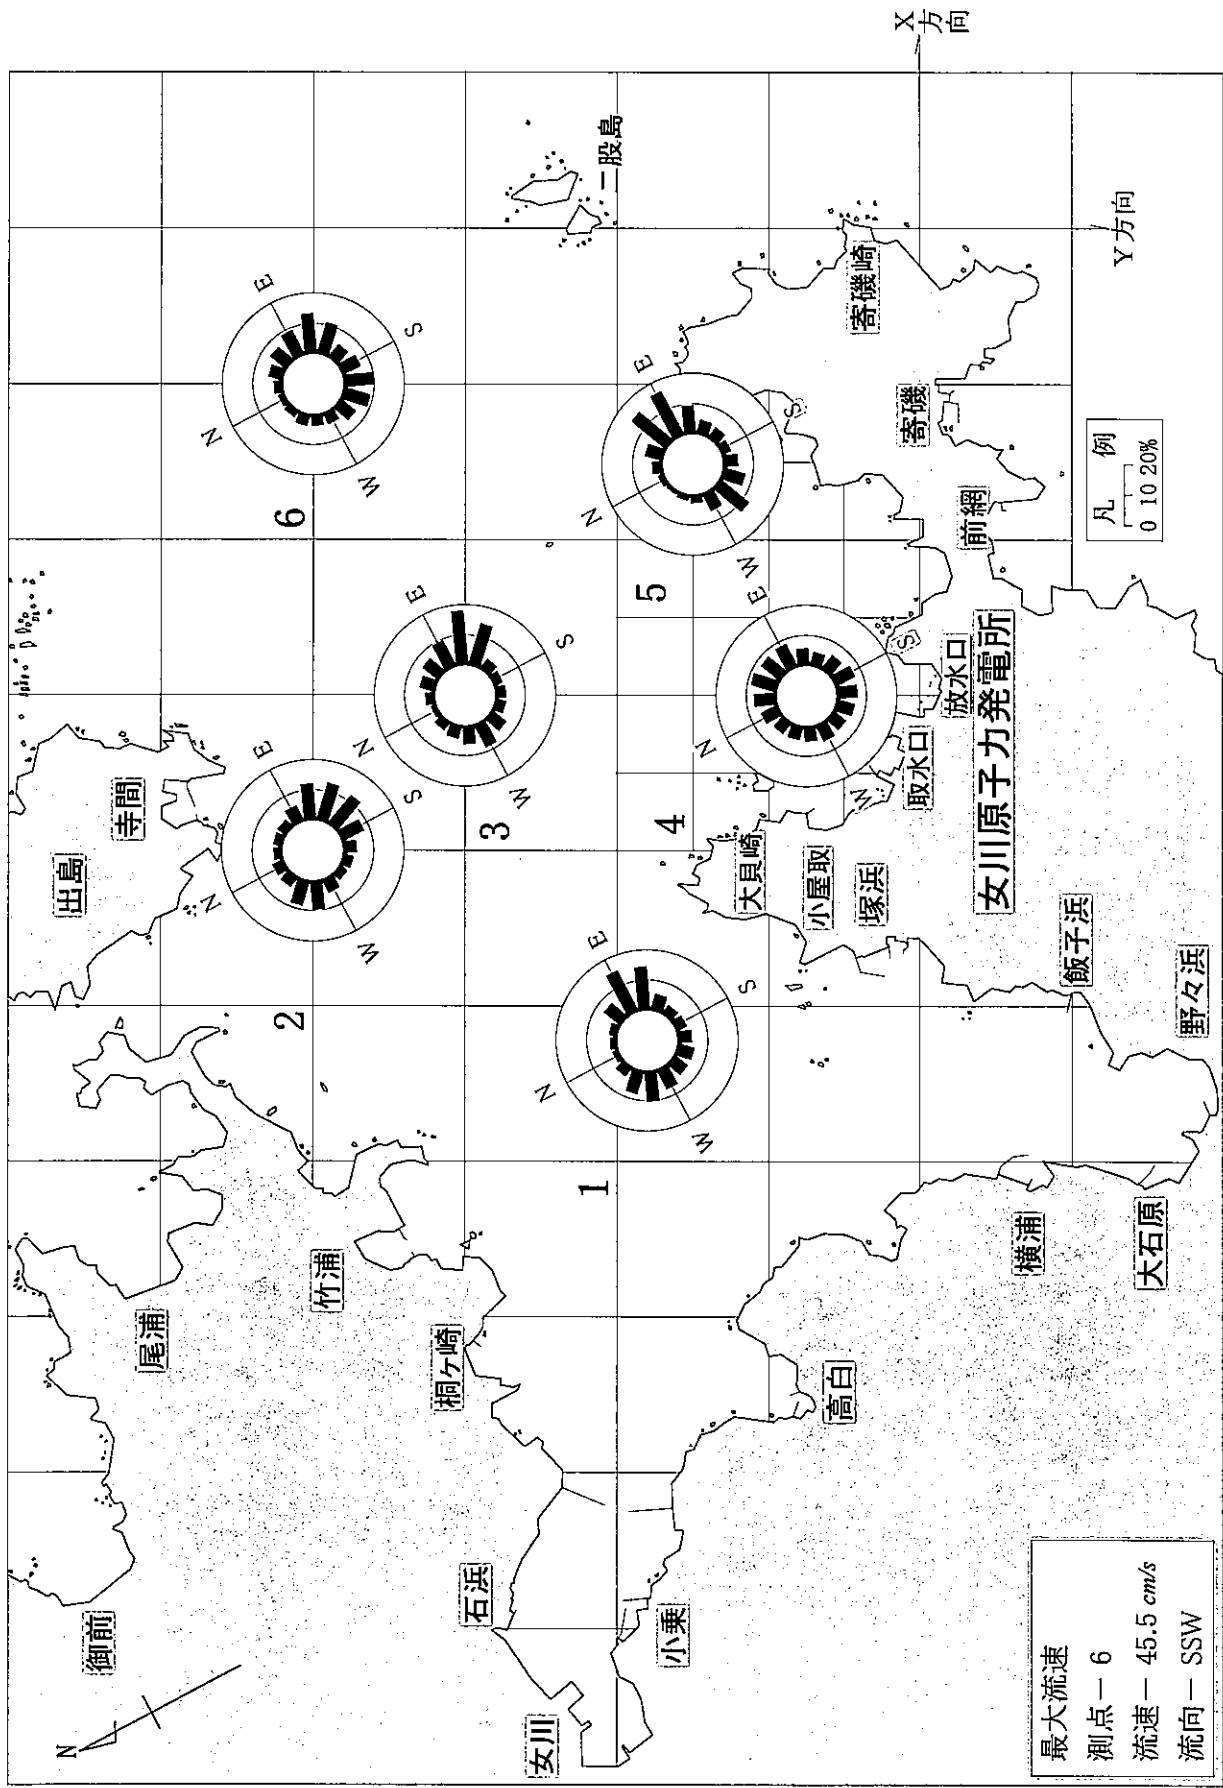 X方向
Y方向
二股島
寄磯崎
寄磯
前網
凡例
0 10 20%
女川原子力発電所
放水口
取水口
出島
寺間
大貝崎
小屋取
塚浜
飯子浜
野々浜
尾浦
竹浦
桐ケ崎
高白
横浦
大石原
御前
石浜
小乗
女川
N
1
N
E
S
W
2
N
E
S
W
3
N
E
S
W
4
N
E
S
W
5
N
E
S
W
6
N
E
S
W
最大流速
測点－6
流速－45.5 cm/s
流向－SSW